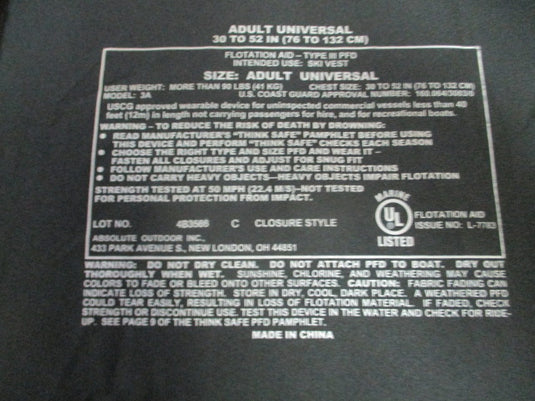 ADULT UNIVERSAL
30 TO 52 IN (76 TO 132 CM)
FLOTATION AID – TYPE III PFD
INTENDED USE: SKI VEST
SIZE: ADULT UNIVERSAL
USER WEIGHT: MORE THAN 90 LBS (41 KG) CHEST SIZE: 30 TO 52 IN (76 TO 132 CM)
MODEL: 3A U.S. COAST GUARD APPROVAL NUMBER: 160.064/3083/0
USCG approved wearable device for uninspected commercial vessels less than 40
feet (12m) in length not carrying passengers for hire, and for recreational boats.
WARNING – TO REDUCE THE RISK OF DEATH BY DROWNING:
• READ MANUFACTURER'S "THINK SAFE" PAMPHLET BEFORE USING
THIS DEVICE AND PERFORM "THINK SAFE" CHECKS EACH SEASON
• CHOOSE THE RIGHT TYPE AND SIZE PFD AND WEAR IT –
FASTEN ALL CLOSURES AND ADJUST FOR SNUG FIT
• FOLLOW MANUFACTURER'S USE AND CARE INSTRUCTIONS
• DO NOT CARRY HEAVY OBJECTS—HEAVY OBJECTS IMPAIR FLOTATION
STRENGTH TESTED AT 50 MPH (22.4 M/S)–NOT TESTED
FOR PERSONAL PROTECTION FROM IMPACT.
LOT NO. 4B3566 C CLOSURE STYLE
ABSOLUTE OUTDOOR INC.,
433 PARK AVENUE S., NEW LONDON, OH 44851
MARINE
UL
LISTED
FLOTATION AID
ISSUE NO: L-7783
WARNING: DO NOT DRY CLEAN. DO NOT ATTACH PFD TO BOAT. DRY OUT
THOROUGHLY WHEN WET. SUNSHINE, CHLORINE, AND WEATHERING MAY CAUSE
COLORS TO FADE OR BLEED ONTO OTHER SURFACES. CAUTION: FABRIC FADING CAN
INDICATE LOSS OF STRENGTH. STORE IN DRY, COOL, DARK PLACE. A WEATHERED PFD
COULD TEAR EASILY, RESULTING IN LOSS OF FLOTATION MATERIAL. IF FADED, CHECK
STRENGTH OR DISCONTINUE USE. TEST THIS DEVICE IN THE WATER AND CHECK FOR RIDE-
UP. SEE PAGE 9 OF THE THINK SAFE PFD PAMPHLET.
MADE IN CHINA